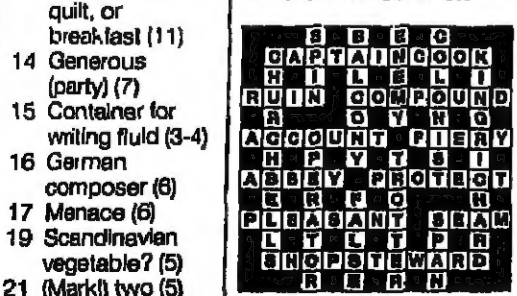 quilt, or
breakfast (11)
14 Generous
(party) (7)
15 Container for
writing fluid (3-4)
16 German
composer (6)
17 Menace (6)
19 Scandinavian
vegetable? (5)
21 (Mark!) two (5)
S B E C
CAPTAINCOOK
H I L E L I
RUIN COMPOUND
R O Y N G
ACCOUNT FIERY
H P Y T S I
ABBEY PROTECT
E R F O H
PLEASANT SEAM
L T L T P R
SHOPSTEWARD
R E R N